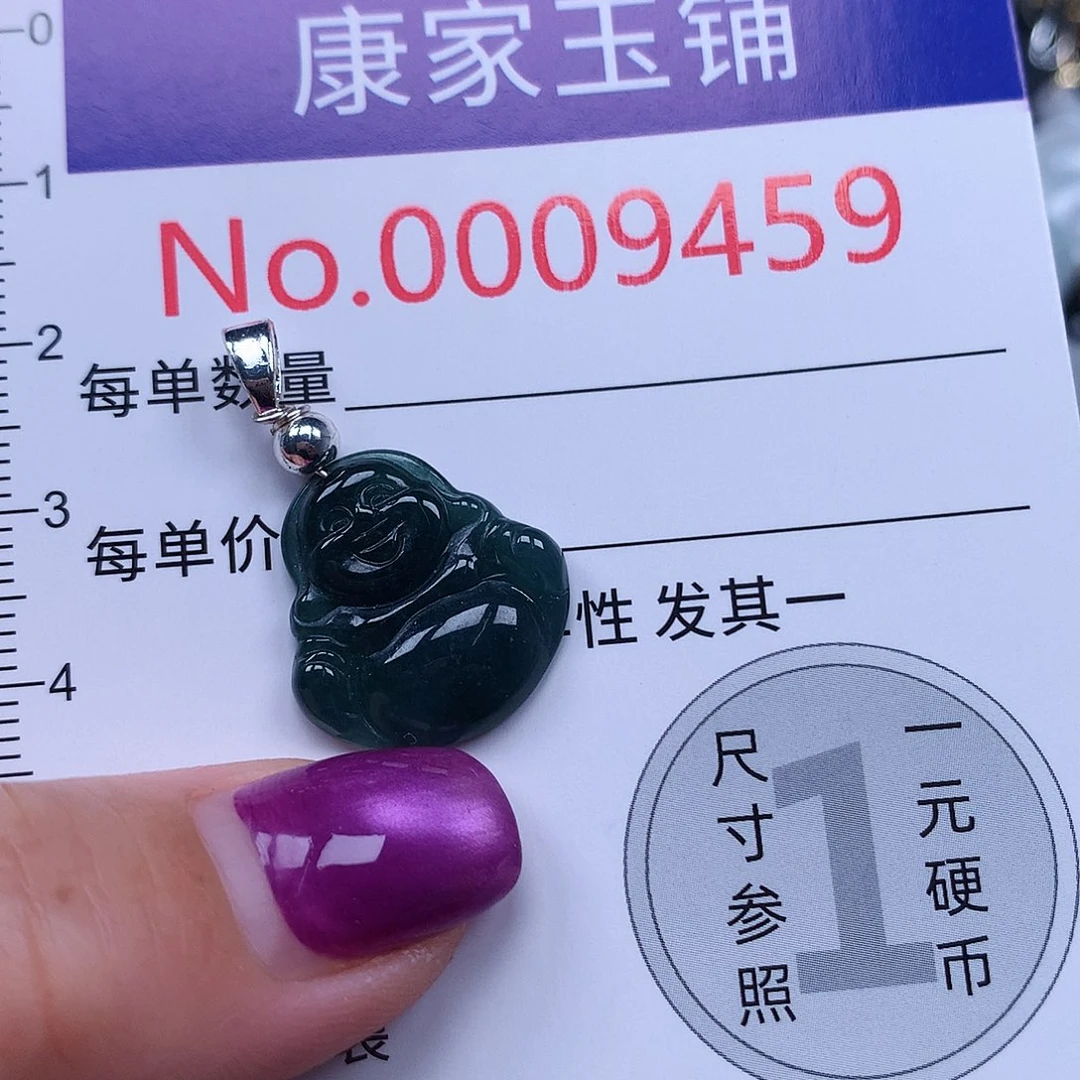 康家玉铺
No.0009459
每单数量
每单价
性 发其一
尺寸参照
一元硬币
1
0
1
2
3
4